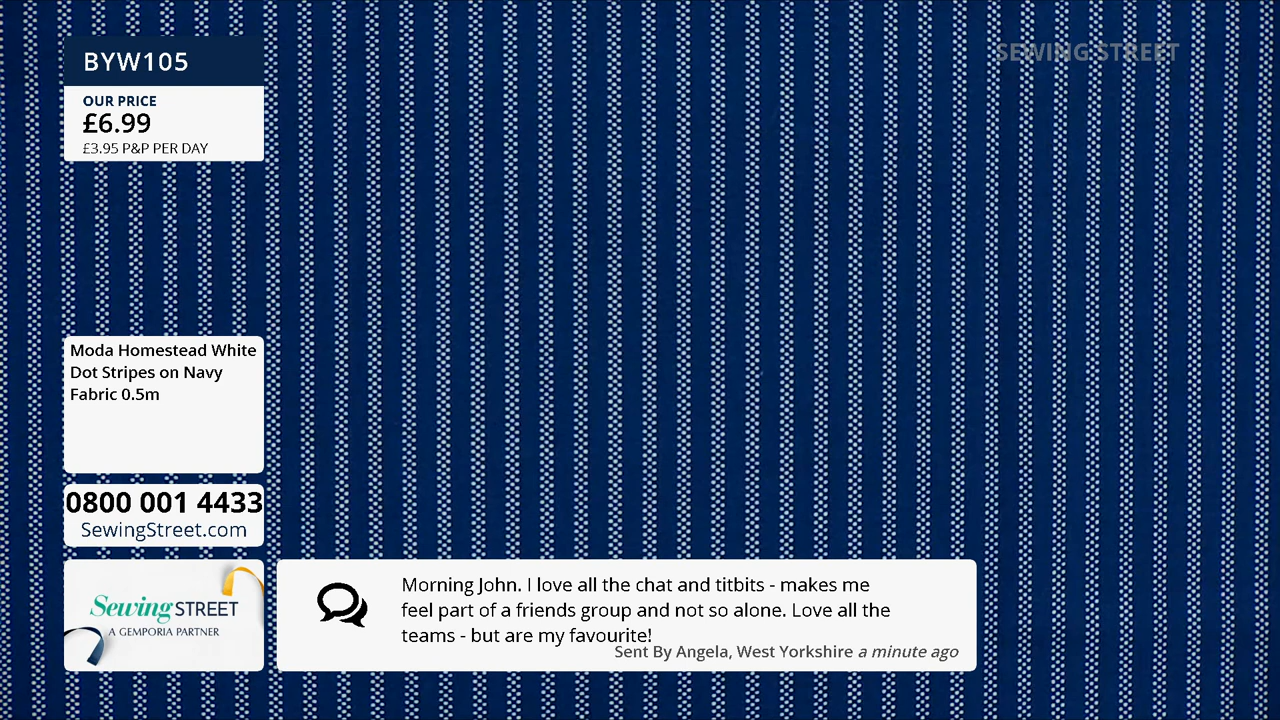 BYW105
SEWING STREET
OUR PRICE
£6.99
£3.95 P&P PER DAY
Moda Homestead White
Dot Stripes on Navy
Fabric 0.5m
0800 001 4433
SewingStreet.com
Sewing STREET
A GEMPORIA PARTNER
Morning John. I love all the chat and titbits - makes me
feel part of a friends group and not so alone. Love all the
teams - but are my favourite!
Sent By Angela, West Yorkshire a minute ago